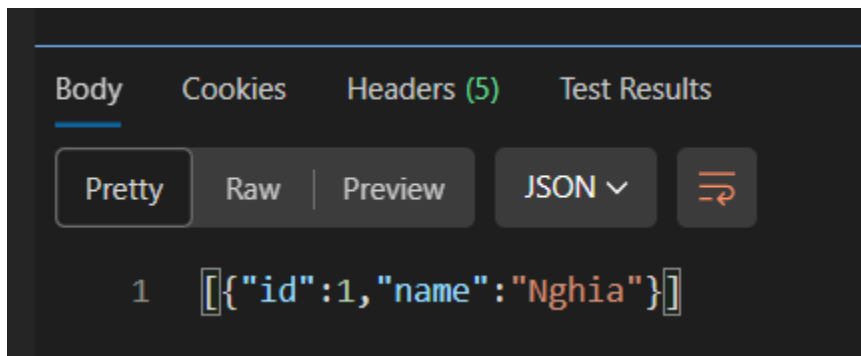 Body Cookies Headers (5) Test Results
Pretty Raw Preview JSON
1 [{"id":1,"name":"Nghia"}]